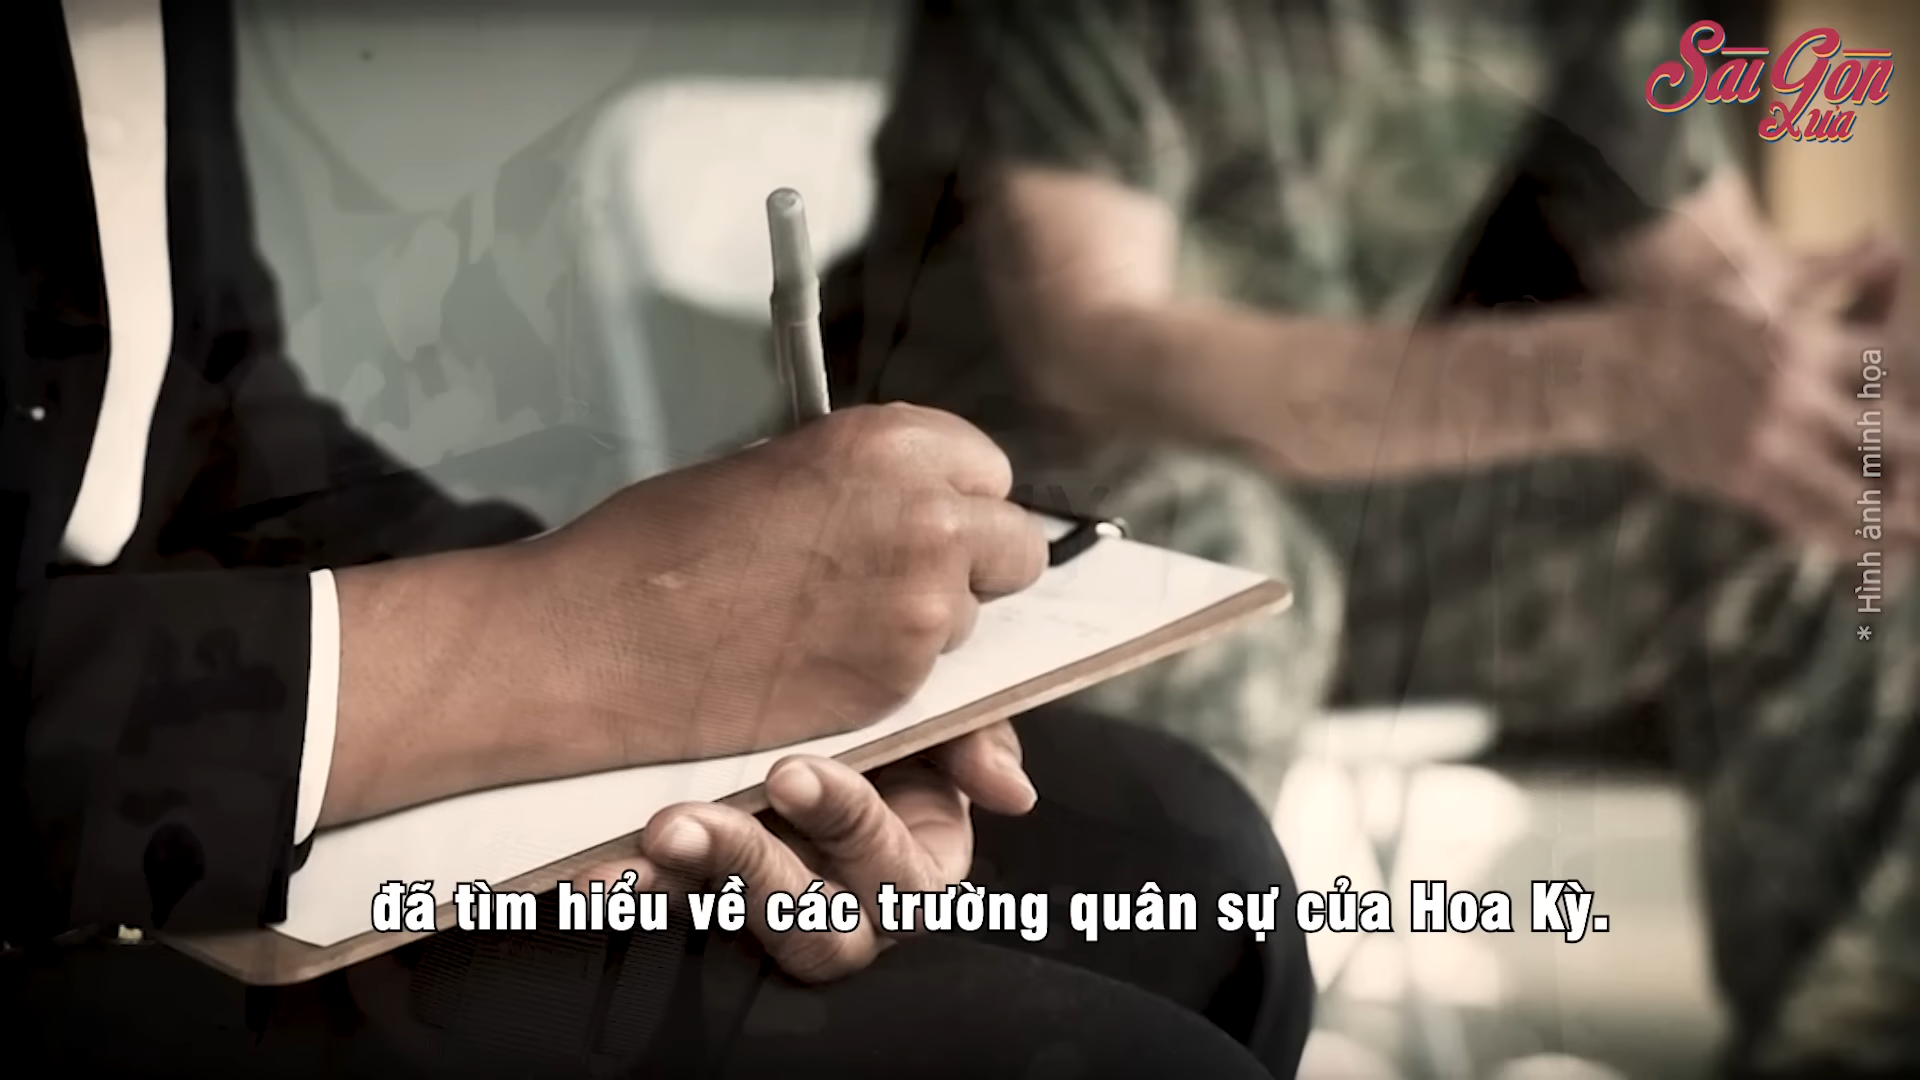 Sài Gòn
Xưa
* Hình ảnh minh họa
đã tìm hiểu về các trường quân sự của Hoa Kỳ.